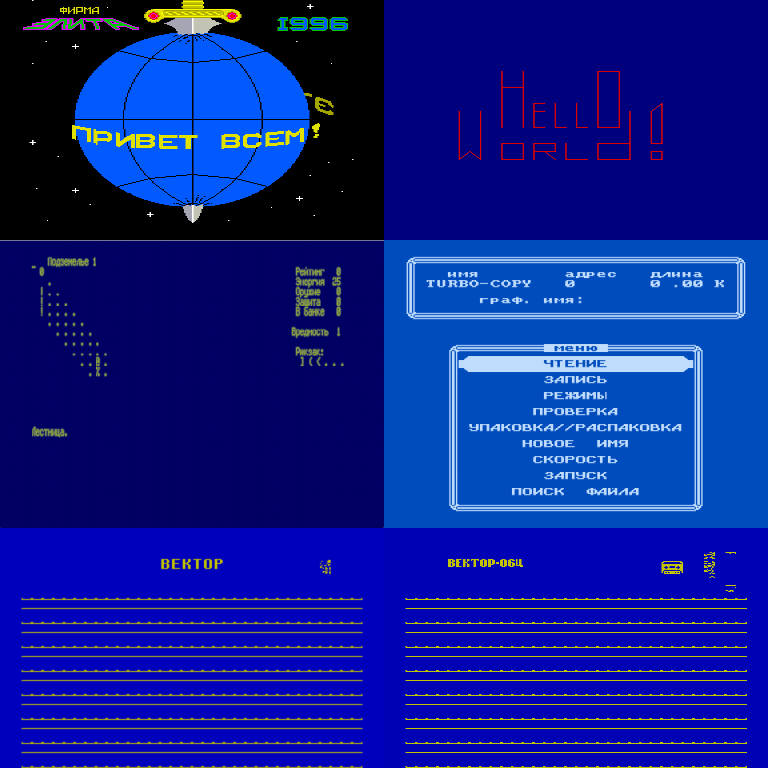 ФИРМА
ЭЛИТА
1996
ПРИВЕТ ВСЕМ!
HELLO
WORLD!
Подземелье 1
0
Рейтинг 0
Энергия 25
Оружие 0
Защита 0
В банке 0
Вредность 1
Рюкзак:
](((...
Лестница.
имя адрес длина
TURBO-COPY 0 0 .00 К
граф. имя:
меню
ЧТЕНИЕ
ЗАПИСЬ
РЕЖИМЫ
ПРОВЕРКА
УПАКОВКА//РАСПАКОВКА
НОВОЕ ИМЯ
СКОРОСТЬ
ЗАПУСК
ПОИСК ФАИЛА
ВЕКТОР
ВЕКТОР-06Ц